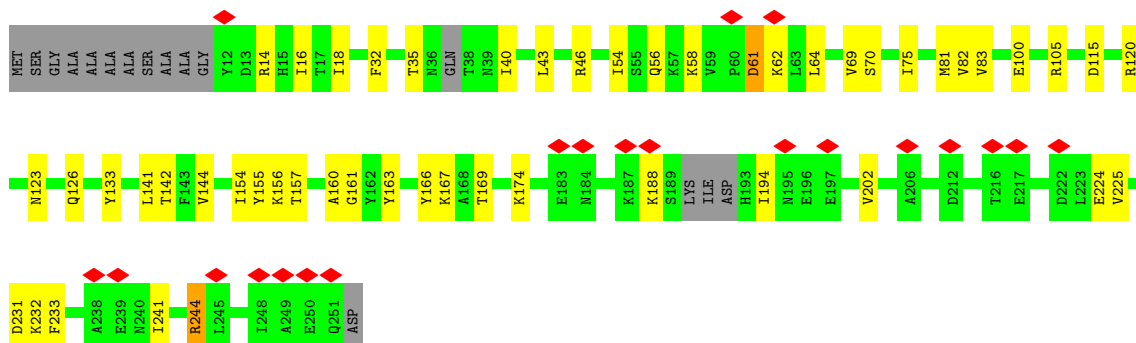 MET SER GLY ALA ALA ALA ALA SER ALA ALA GLY Y12 D13 R14 H15 I16 T17 I18 F32 T35 N36 GLN T38 N39 I40 L43 R46 I54 S55 Q56 K57 K58 V59 P60 D61 K62 L63 L64 V69 S70 I75 M81 V82 V83 E100 R105 D115 R120
N123 Q126 Y133 L141 T142 F143 V144 I154 Y155 K156 T157 A160 G161 Y162 Y163 Y166 K167 A168 T169 K174 E183 N184 K187 K188 S189 LYS ILE ASP H193 I194 N195 E196 E197 V202 A206 D212 T216 E217 D222 L223 E224 V225
D231 K232 F233 A238 E239 N240 I241 R244 L245 I248 A249 E250 Q251 ASP